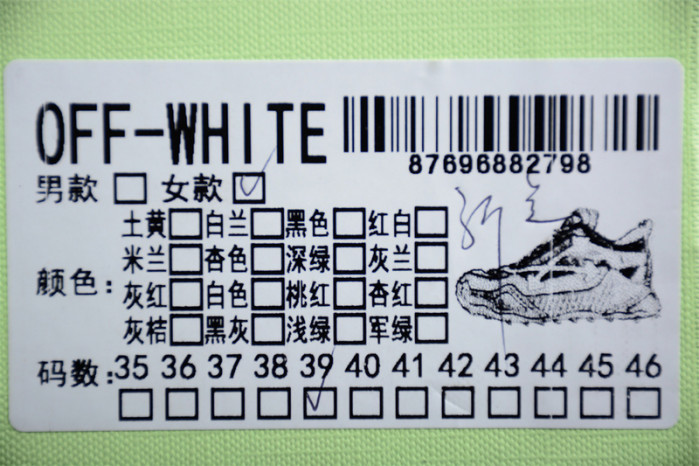 OFF-WHITE
87696882798
男款 女款
土黄 白兰 黑色 红白
米兰 杏色 深绿 灰兰
颜色:
灰红 白色 桃红 杏红
灰桔 黑灰 浅绿 军绿
码数: 35 36 37 38 39 40 41 42 43 44 45 46